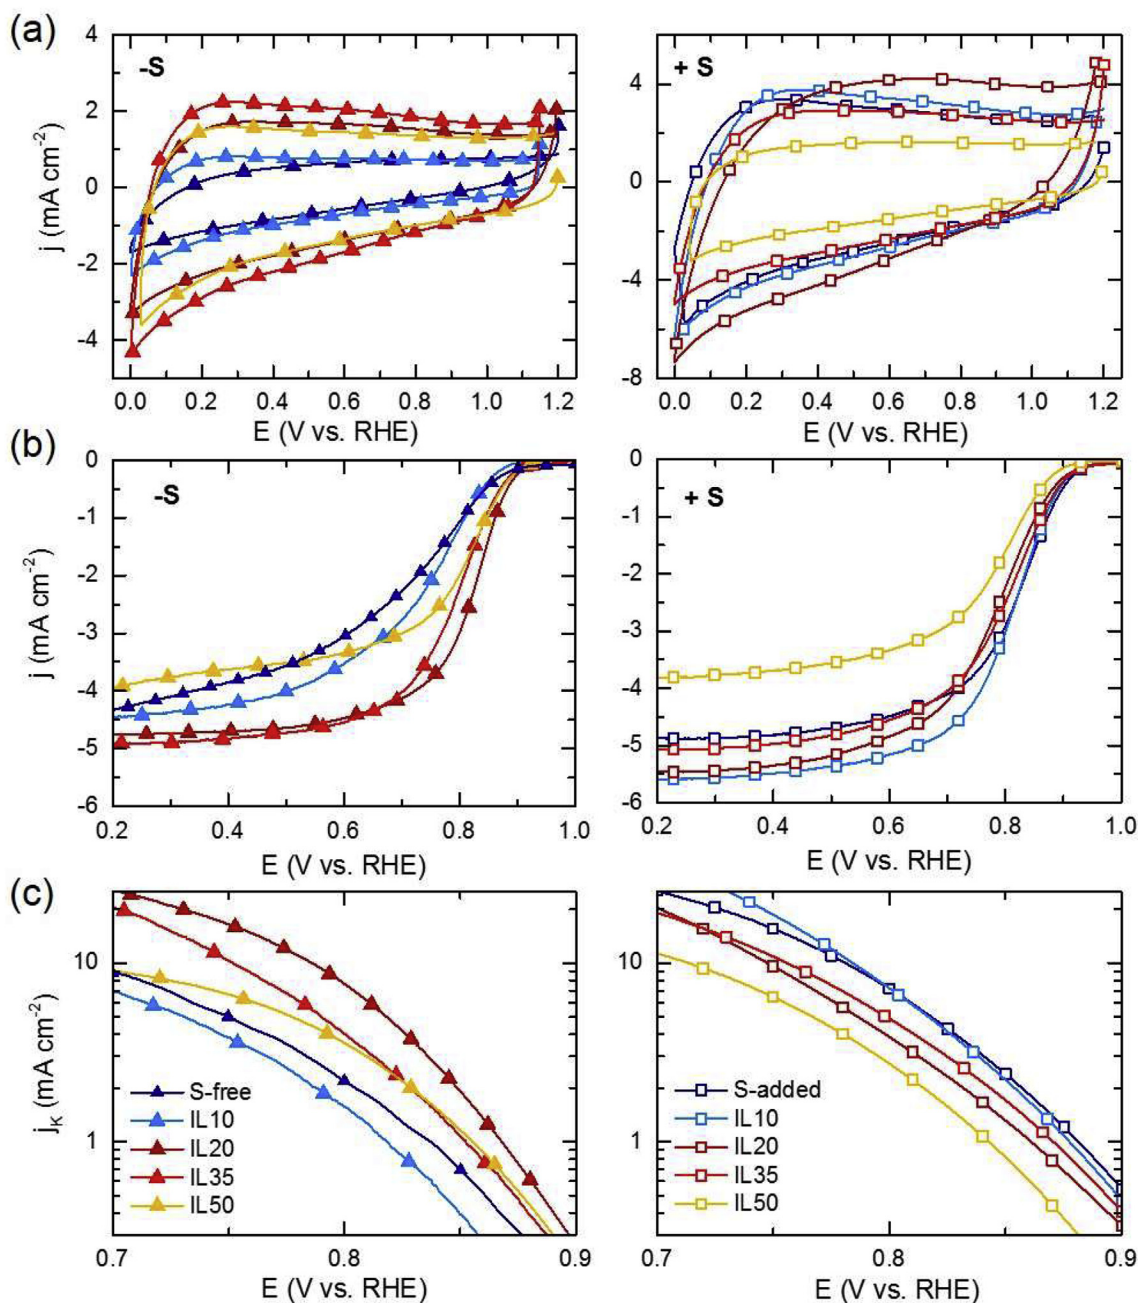 (a)
-S
+ S
4
2
0
-2
-4
j (mA cm-2)
0.0 0.2 0.4 0.6 0.8 1.0 1.2
E (V vs. RHE)
4
0
-4
-8
0.0 0.2 0.4 0.6 0.8 1.0 1.2
E (V vs. RHE)
(b)
-S
+ S
0
-1
-2
-3
-4
-5
-6
j (mA cm-2)
0.2 0.4 0.6 0.8 1.0
E (V vs. RHE)
0
-1
-2
-3
-4
-5
-6
0.2 0.4 0.6 0.8 1.0
E (V vs. RHE)
(c)
10
1
jK (mA cm-2)
S-free
IL10
IL20
IL35
IL50
0.7 0.8 0.9
E (V vs. RHE)
10
1
S-added
IL10
IL20
IL35
IL50
0.7 0.8 0.9
E (V vs. RHE)